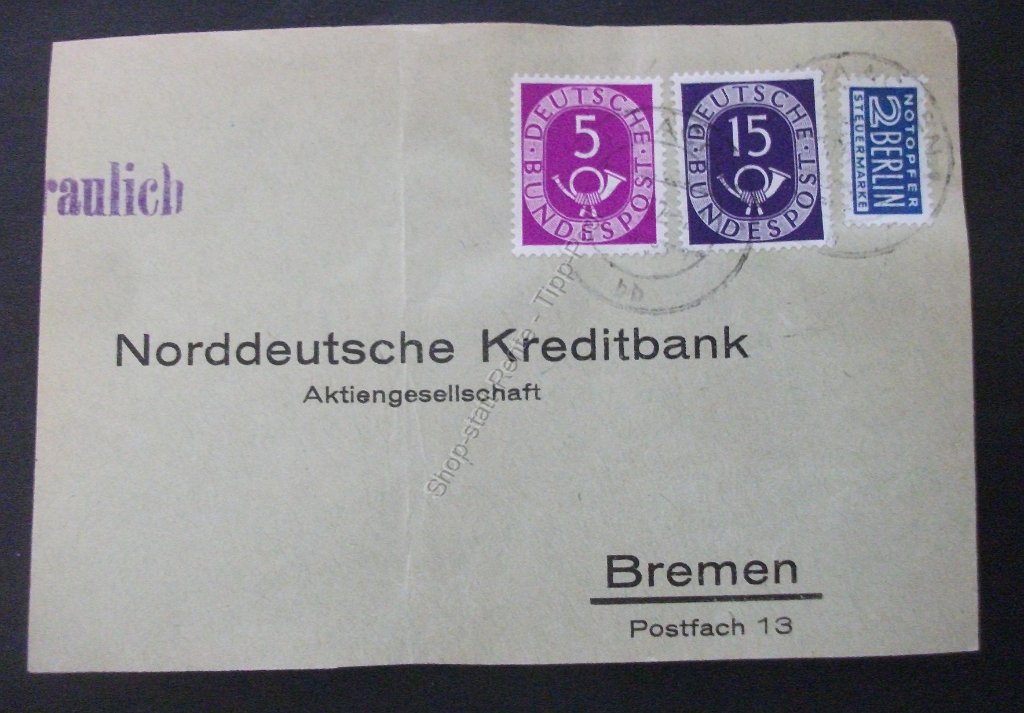 raulich
DEUTSCHE
5
BUNDESPOST
DEUTSCHE
15
BUNDESPOST
NOTOPFER
2 BERLIN
STEUERMARKE
Norddeutsche Kreditbank
Aktiengesellschaft
Bremen
Postfach 13